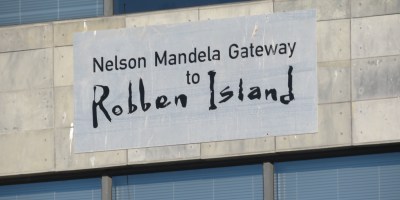 Nelson Mandela Gateway
to
Robben Island